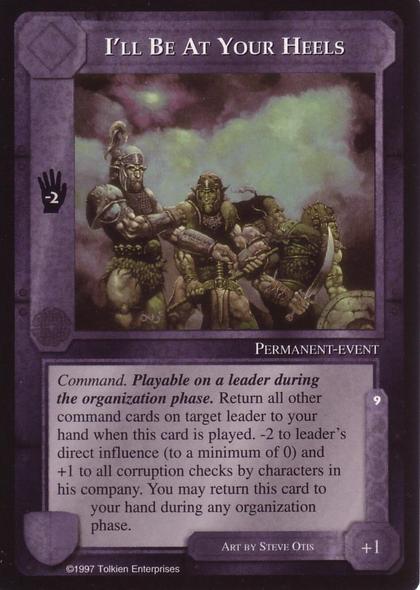 I'll Be At Your Heels
-2
Permanent-event
Command. Playable on a leader during
the organization phase. Return all other
command cards on target leader to your
hand when this card is played. -2 to leader's
direct influence (to a minimum of 0) and
+1 to all corruption checks by characters in
his company. You may return this card to
your hand during any organization
phase.
9
Art by Steve Otis
+1
©1997 Tolkien Enterprises